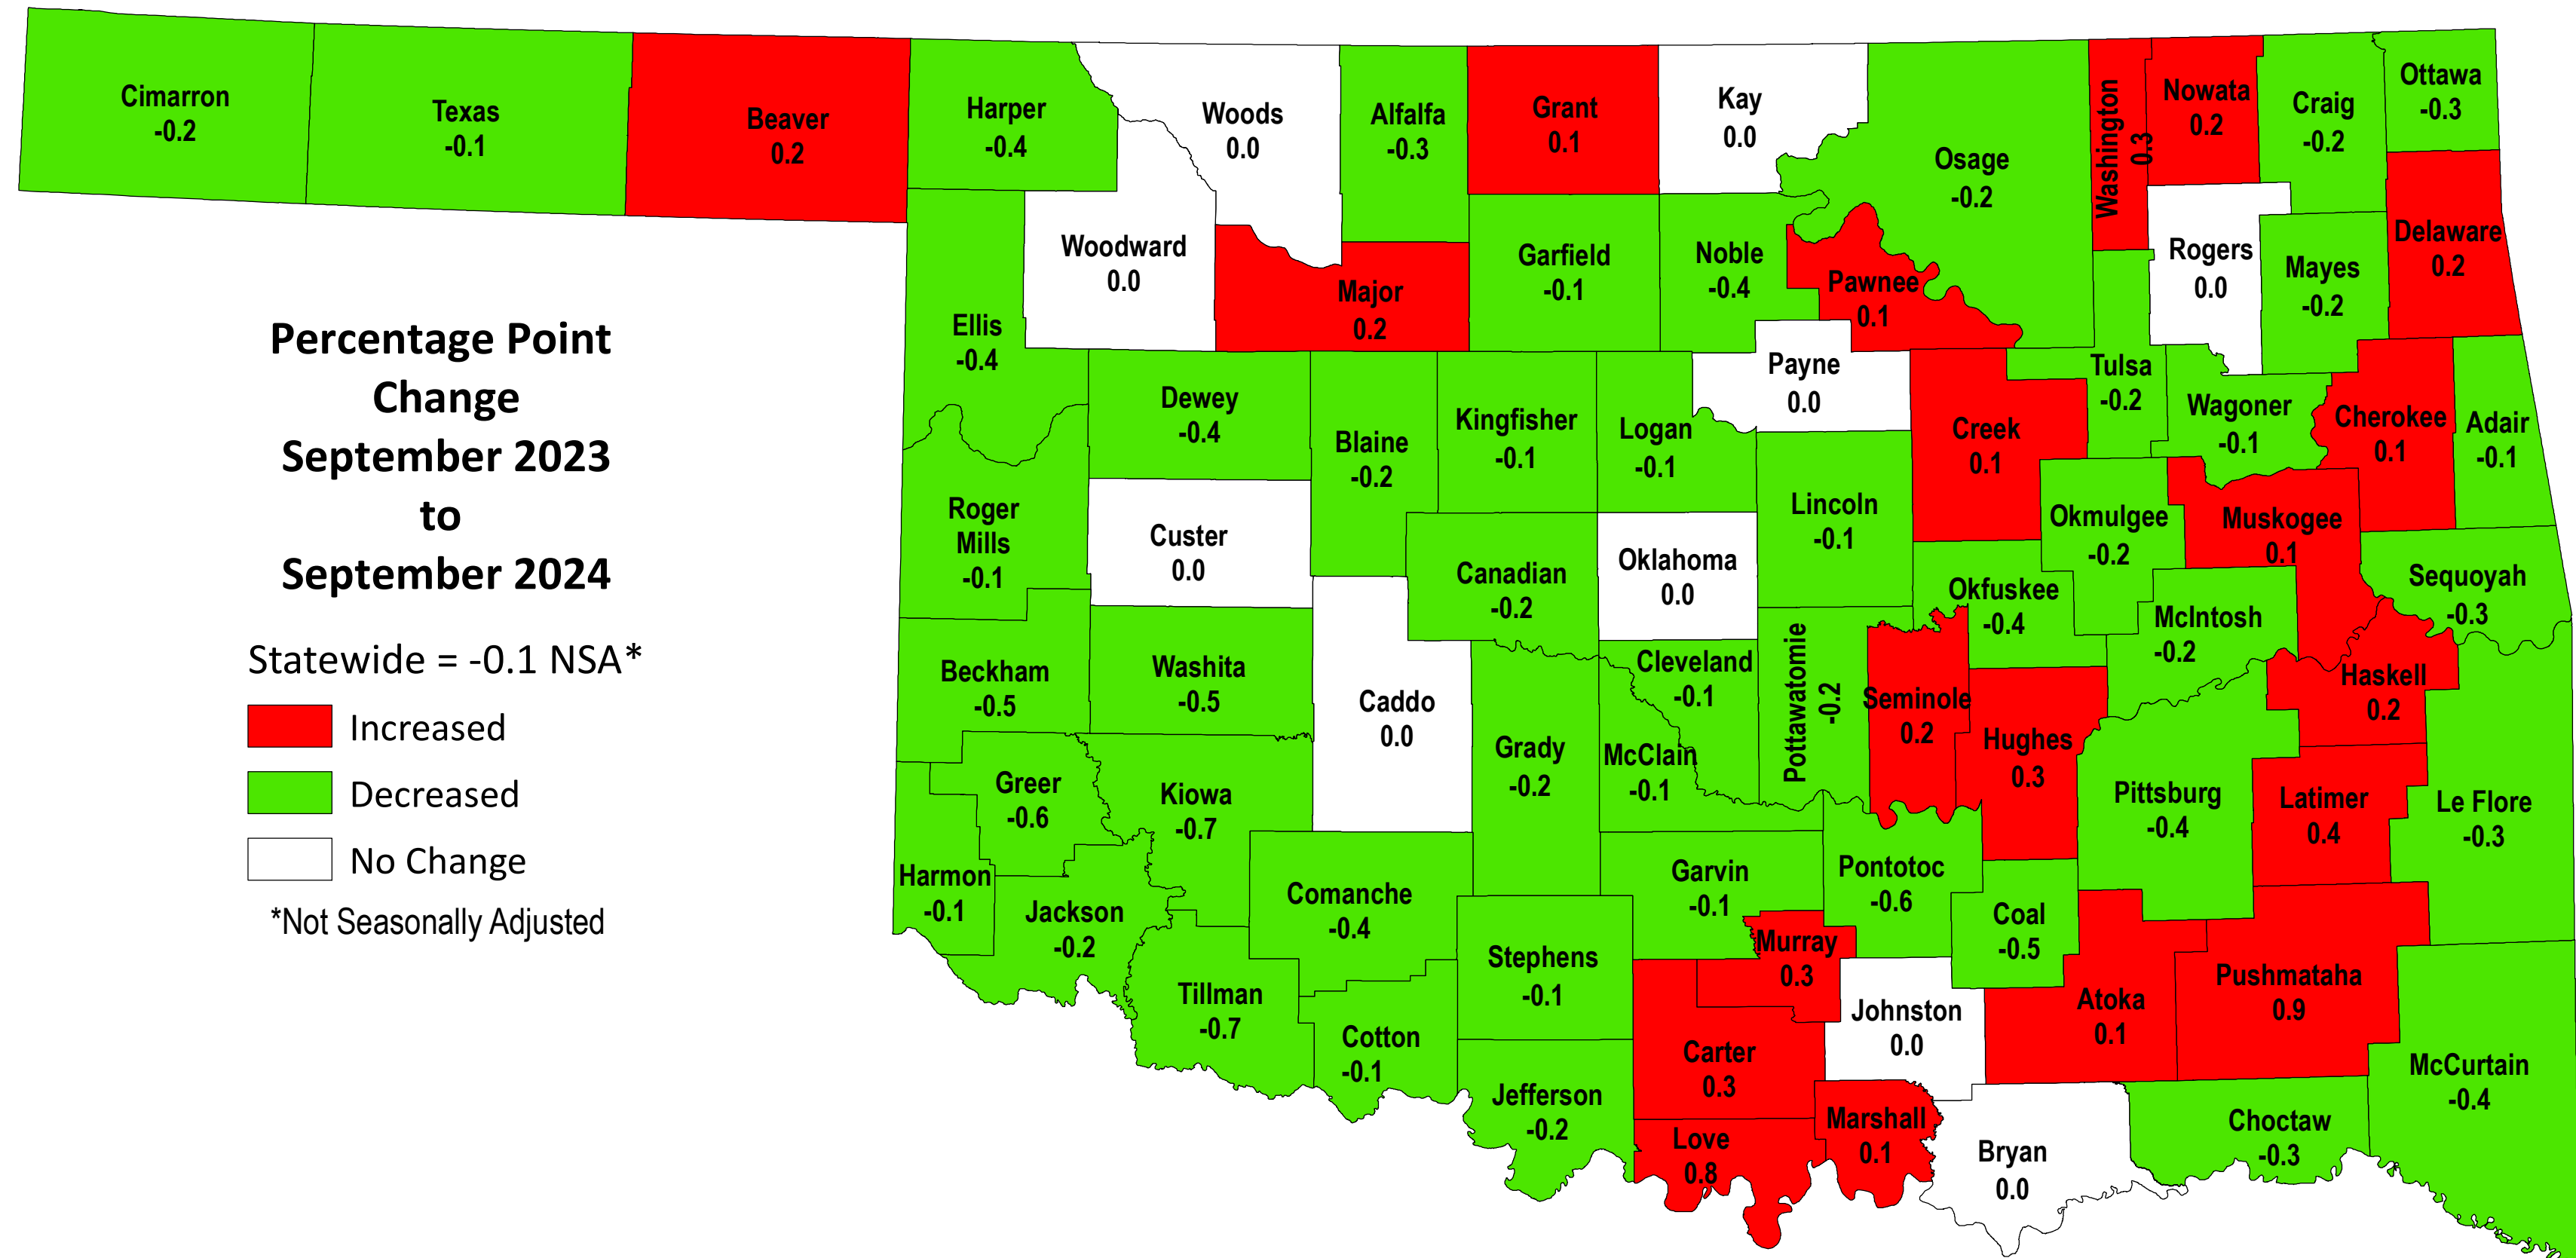 Percentage Point
Change
September 2023
to
September 2024
Statewide = -0.1 NSA*
Increased
Decreased
No Change
*Not Seasonally Adjusted
Cimarron
-0.2
Texas
-0.1
Beaver
0.2
Harper
-0.4
Woods
0.0
Alfalfa
-0.3
Grant
0.1
Kay
0.0
Osage
-0.2
Washington
0.3
Nowata
0.2
Craig
-0.2
Ottawa
-0.3
Ellis
-0.4
Woodward
0.0
Major
0.2
Garfield
-0.1
Noble
-0.4
Pawnee
0.1
Rogers
0.0
Mayes
-0.2
Delaware
0.2
Dewey
-0.4
Blaine
-0.2
Kingfisher
-0.1
Logan
-0.1
Payne
0.0
Creek
0.1
Tulsa
-0.2
Wagoner
-0.1
Cherokee
0.1
Adair
-0.1
Roger
Mills
-0.1
Custer
0.0
Canadian
-0.2
Oklahoma
0.0
Lincoln
-0.1
Okfuskee
-0.4
Okmulgee
-0.2
Muskogee
0.1
McIntosh
-0.2
Sequoyah
-0.3
Beckham
-0.5
Washita
-0.5
Caddo
0.0
Grady
-0.2
Cleveland
-0.1
McClain
-0.1
Pottawatomie
-0.2
Seminole
0.2
Hughes
0.3
Pittsburg
-0.4
Haskell
0.2
Latimer
0.4
Le Flore
-0.3
Greer
-0.6
Kiowa
-0.7
Harmon
-0.1
Jackson
-0.2
Comanche
-0.4
Garvin
-0.1
Pontotoc
-0.6
Coal
-0.5
Tillman
-0.7
Cotton
-0.1
Stephens
-0.1
Murray
0.3
Johnston
0.0
Atoka
0.1
Pushmataha
0.9
McCurtain
-0.4
Jefferson
-0.2
Carter
0.3
Love
0.8
Marshall
0.1
Bryan
0.0
Choctaw
-0.3